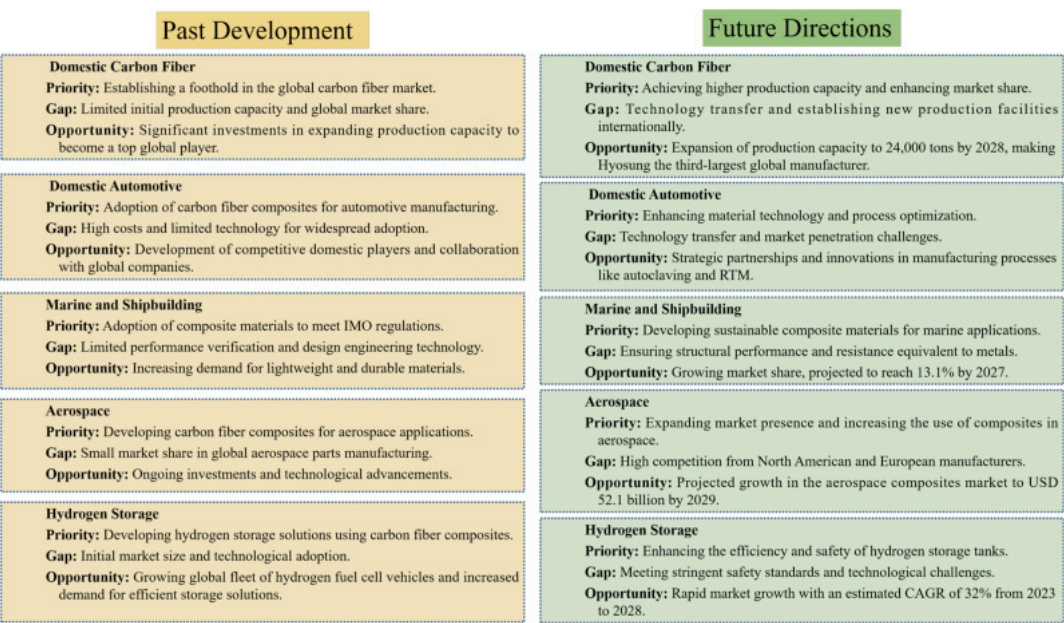 Past Development
Domestic Carbon Fiber
Priority: Establishing a foothold in the global carbon fiber market.
Gap: Limited initial production capacity and global market share.
Opportunity: Significant investments in expanding production capacity to
become a top global player.
Domestic Automotive
Priority: Adoption of carbon fiber composites for automotive manufacturing.
Gap: High costs and limited technology for widespread adoption.
Opportunity: Development of competitive domestic players and collaboration
with global companies.
Marine and Shipbuilding
Priority: Adoption of composite materials to meet IMO regulations.
Gap: Limited performance verification and design engineering technology.
Opportunity: Increasing demand for lightweight and durable materials.
Aerospace
Priority: Developing carbon fiber composites for aerospace applications.
Gap: Small market share in global aerospace parts manufacturing.
Opportunity: Ongoing investments and technological advancements.
Hydrogen Storage
Priority: Developing hydrogen storage solutions using carbon fiber composites.
Gap: Initial market size and technological adoption.
Opportunity: Growing global fleet of hydrogen fuel cell vehicles and increased
demand for efficient storage solutions.
Future Directions
Domestic Carbon Fiber
Priority: Achieving higher production capacity and enhancing market share.
Gap: Technology transfer and establishing new production facilities
internationally.
Opportunity: Expansion of production capacity to 24,000 tons by 2028, making
Hyosung the third-largest global manufacturer.
Domestic Automotive
Priority: Enhancing material technology and process optimization.
Gap: Technology transfer and market penetration challenges.
Opportunity: Strategic partnerships and innovations in manufacturing processes
like autoclaving and RTM.
Marine and Shipbuilding
Priority: Developing sustainable composite materials for marine applications.
Gap: Ensuring structural performance and resistance equivalent to metals.
Opportunity: Growing market share, projected to reach 13.1% by 2027.
Aerospace
Priority: Expanding market presence and increasing the use of composites in
aerospace.
Gap: High competition from North American and European manufacturers.
Opportunity: Projected growth in the aerospace composites market to USD
52.1 billion by 2029.
Hydrogen Storage
Priority: Enhancing the efficiency and safety of hydrogen storage tanks.
Gap: Meeting stringent safety standards and technological challenges.
Opportunity: Rapid market growth with an estimated CAGR of 32% from 2023
to 2028.